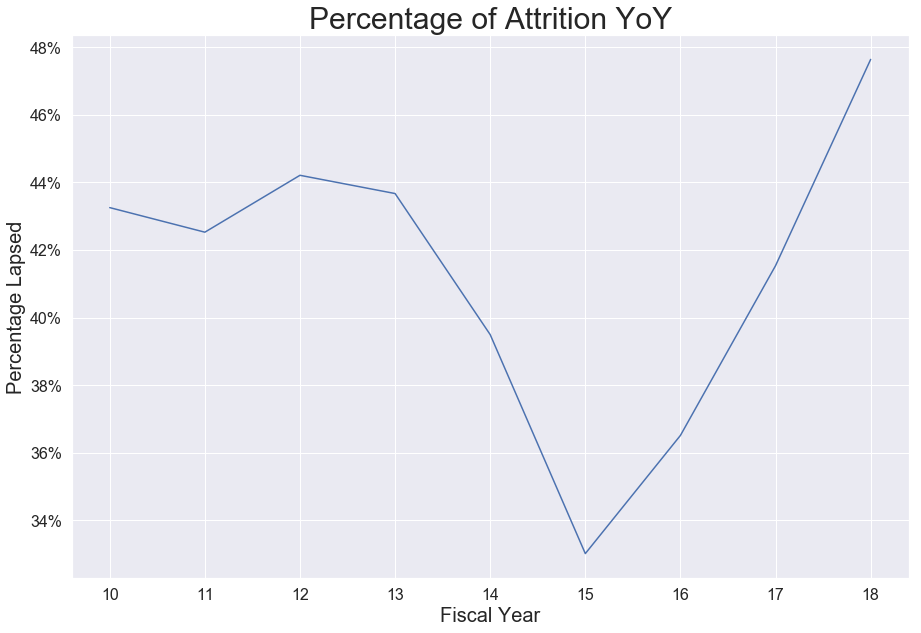 Percentage of Attrition YoY
48%
46%
44%
42%
40%
38%
36%
34%
Percentage Lapsed
10 11 12 13 14 15 16 17 18
Fiscal Year